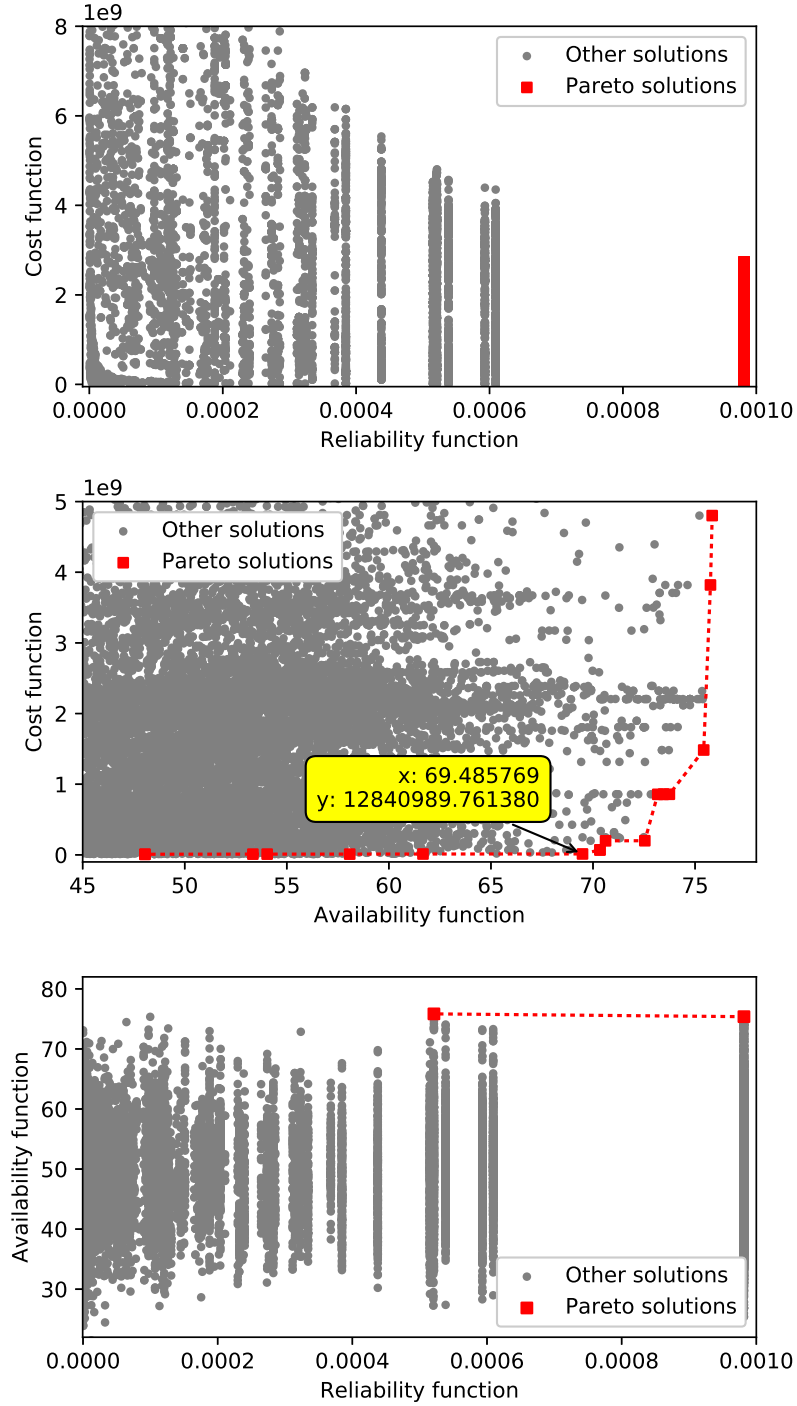 1e9
8
Other solutions
Pareto solutions
6
4
2
0
Cost function
0.0000 0.0002 0.0004 0.0006 0.0008 0.0010
Reliability function
1e9
5
Other solutions
Pareto solutions
4
3
2
1
0
Cost function
x: 69.485769
y: 12840989.761380
45 50 55 60 65 70 75
Availability function
80
70
60
50
40
30
Availability function
Other solutions
Pareto solutions
0.0000 0.0002 0.0004 0.0006 0.0008 0.0010
Reliability function